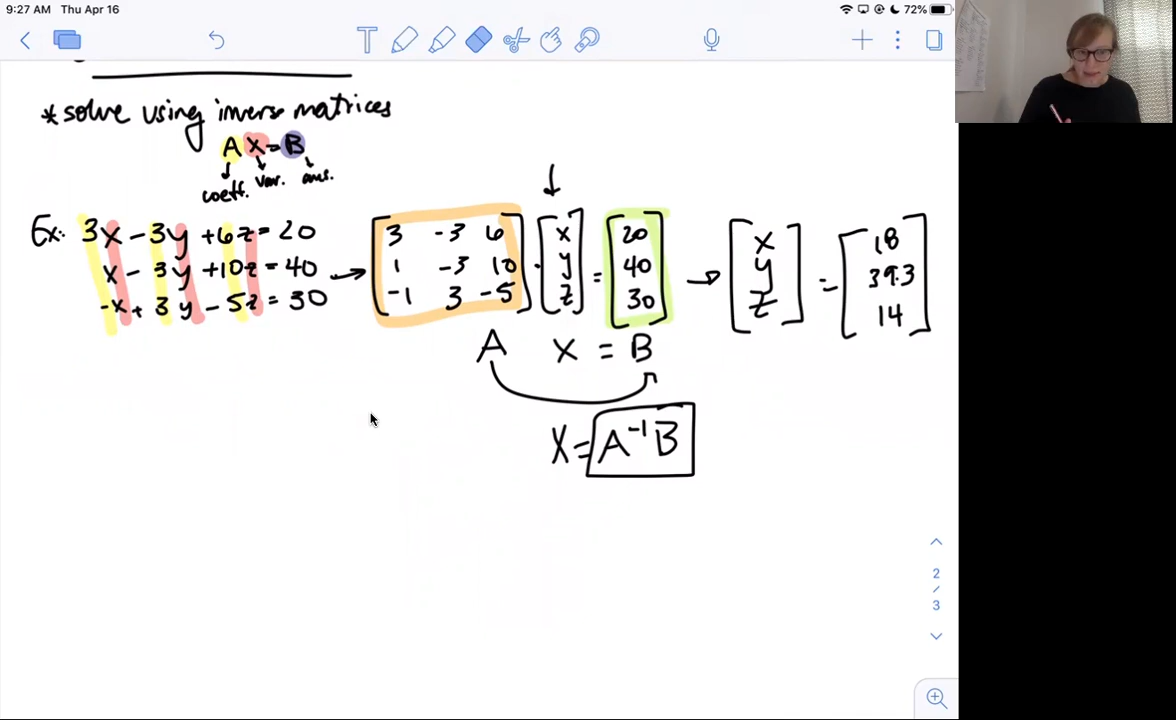 9:27 AM Thu Apr 16
72%
*solve using invers matrices
A X = B
coeff. var. ans.
Ex: 3x - 3y + 6z = 20
x - 3y + 10z = 40
-x + 3y - 5z = 30
[3 -3 6
1 -3 10
-1 3 -5] · [x
y
z] = [20
40
30]
A X = B
X = A⁻¹B
→ [x
y
z] = [18
39.3
14]
2
/
3